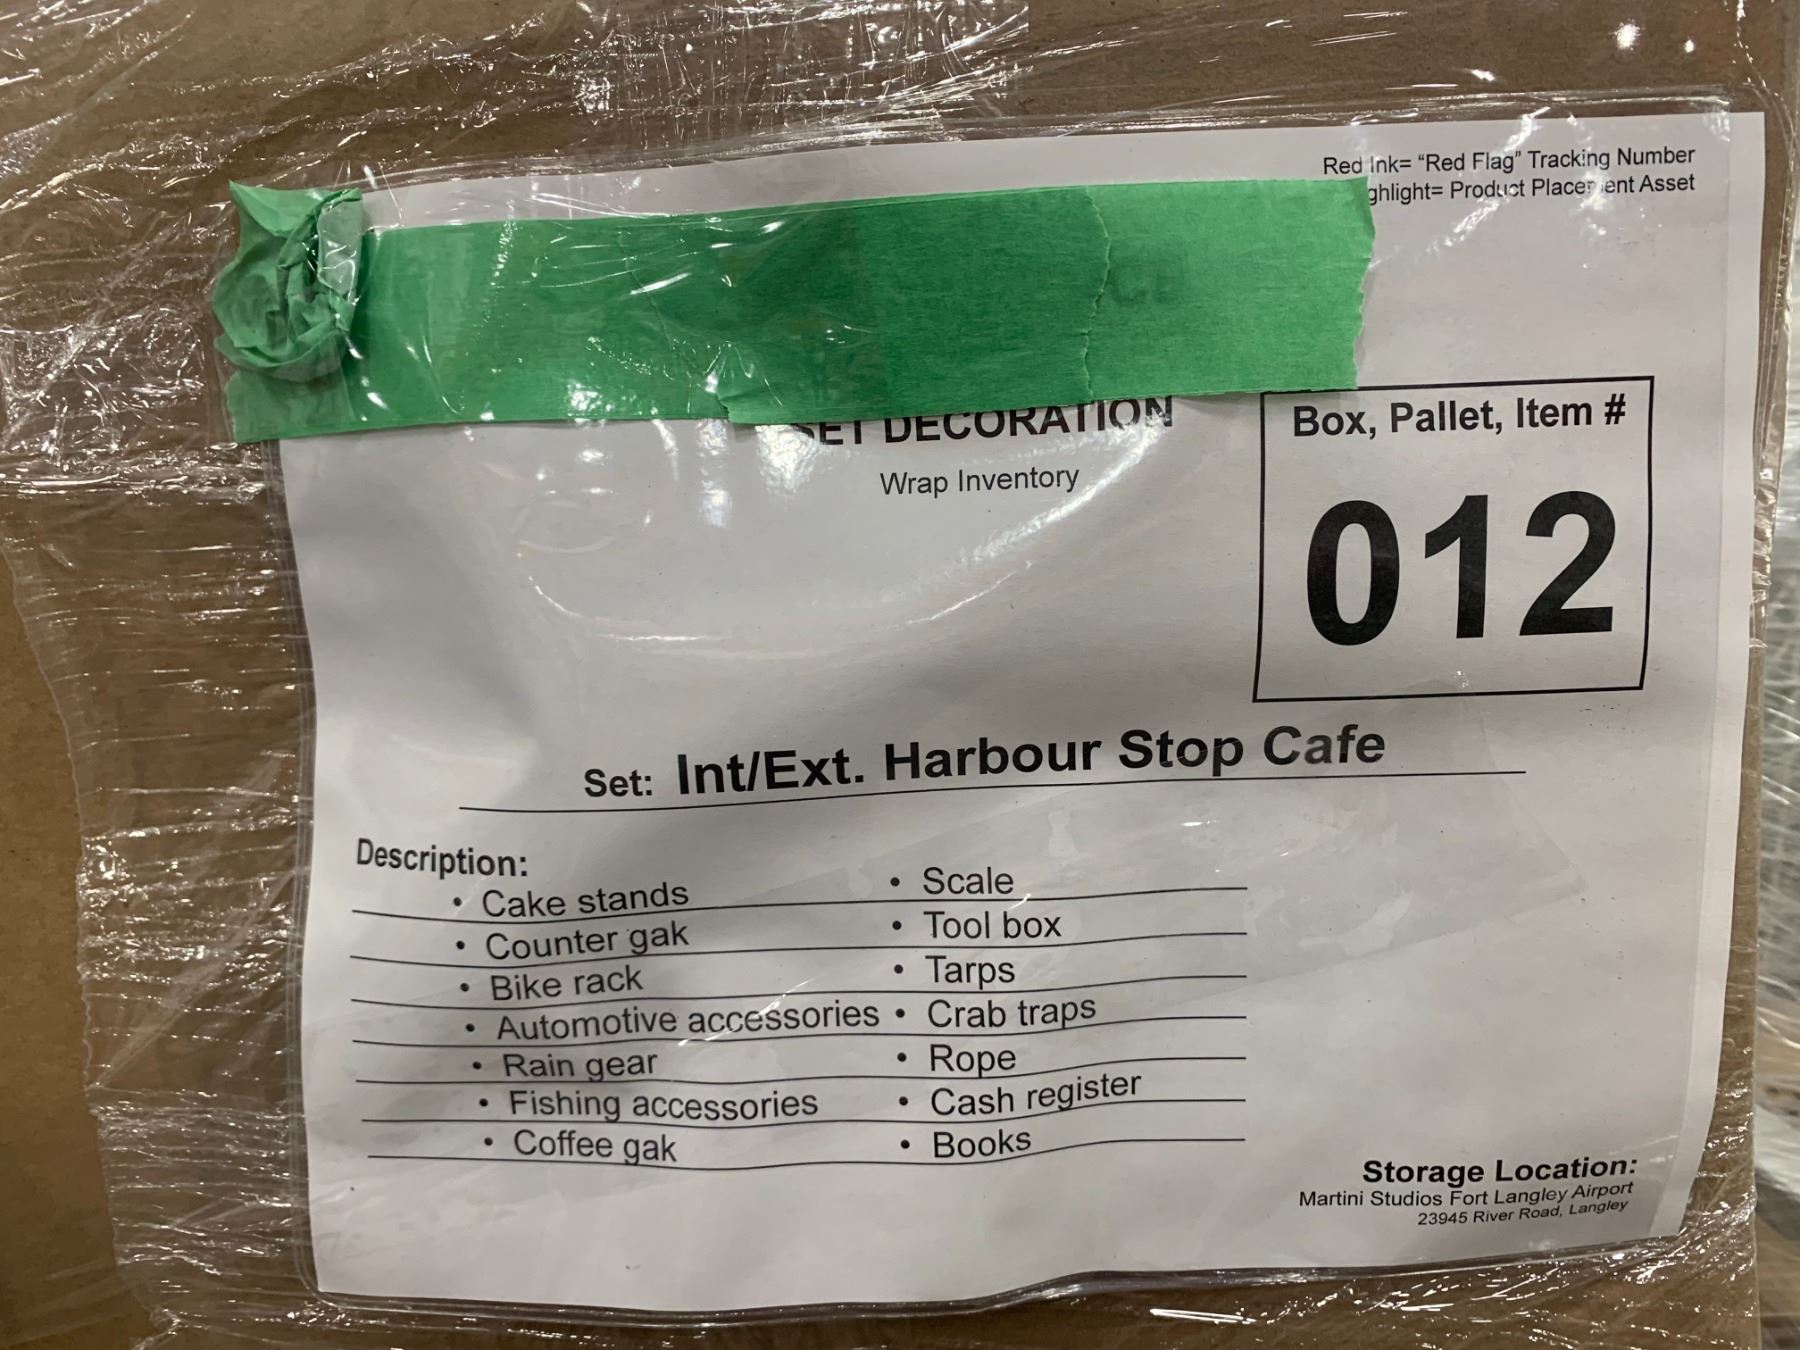 Red Ink= “Red Flag” Tracking Number
ghlight= Product Placement Asset
SET DECORATION
Wrap Inventory
Box, Pallet, Item #
012
Set: Int/Ext. Harbour Stop Cafe
Description:
• Cake stands
• Counter gak
• Bike rack
• Automotive accessories
• Rain gear
• Fishing accessories
• Coffee gak
• Scale
• Tool box
• Tarps
• Crab traps
• Rope
• Cash register
• Books
Storage Location:
Martini Studios Fort Langley Airport
23945 River Road, Langley